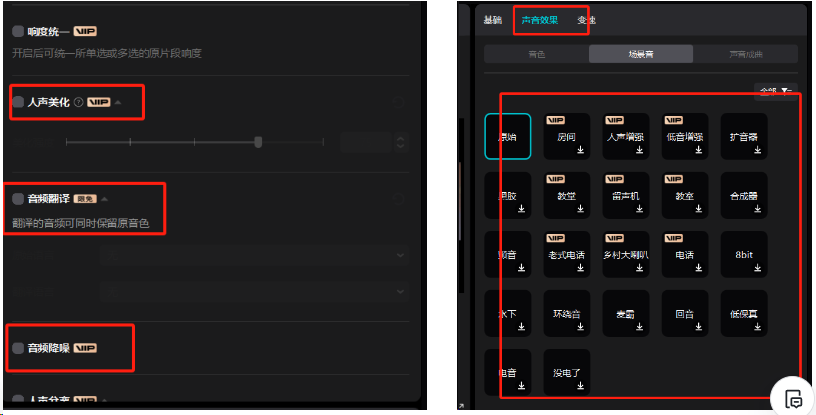 响度统一 VIP
开启后可统一所单选或多选的原片段响度
人声美化 VIP
音频翻译 限免
翻译的音频可同时保留原音色
音频降噪 VIP
人声分离 VIP
基础 声音效果 变速
音色 场景音 声音成曲
全部
原始 VIP 房间 VIP 人声增强 VIP 低音增强 扩音器
黑胶 VIP 教堂 VIP 留声机 VIP 教室 合成器
颤音 VIP 老式电话 VIP 乡村大喇叭 VIP 电话 8bit
水下 环绕音 麦霸 回音 低保真
电音 没电了